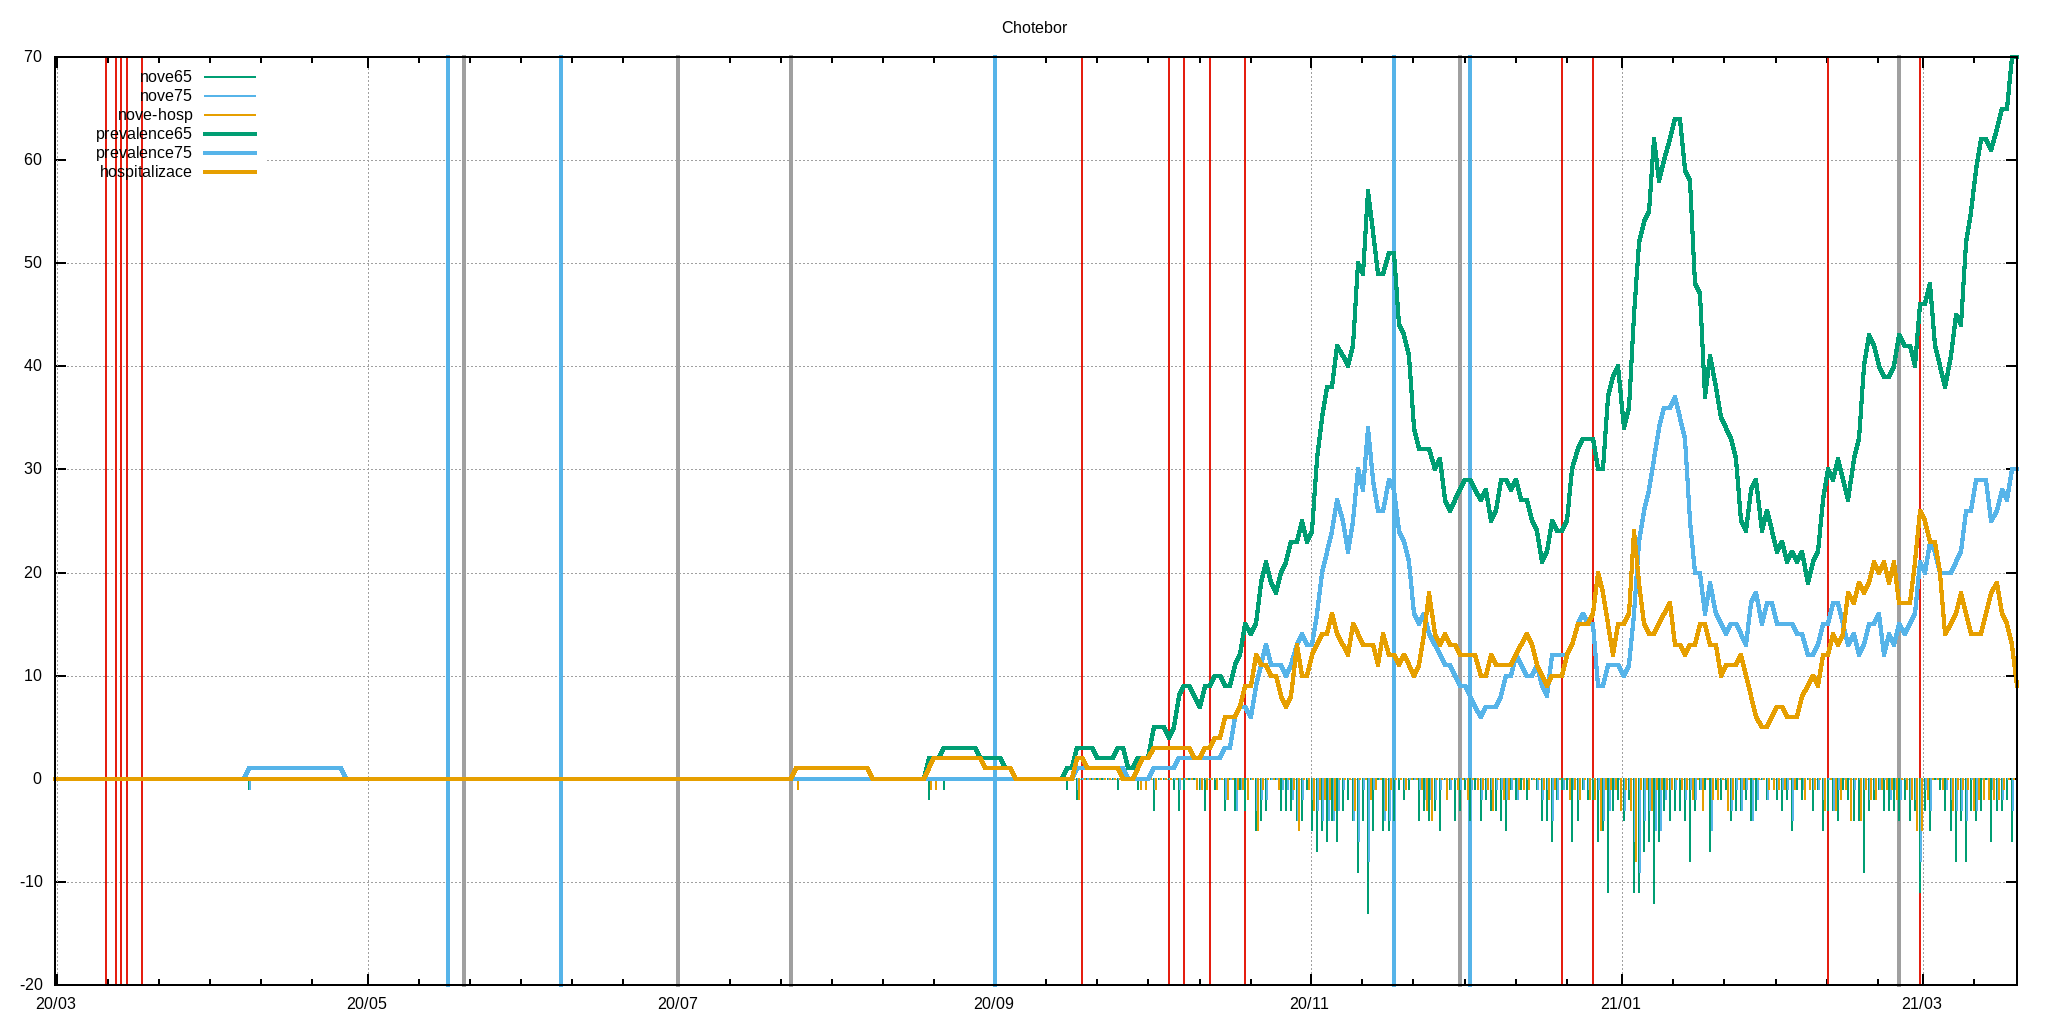 Chotebor
70
nove65
nove75
nove-hosp
prevalence65
prevalence75
hospitalizace
60
50
40
30
20
10
0
-10
-20
20/03 20/05 20/07 20/09 20/11 21/01 21/03